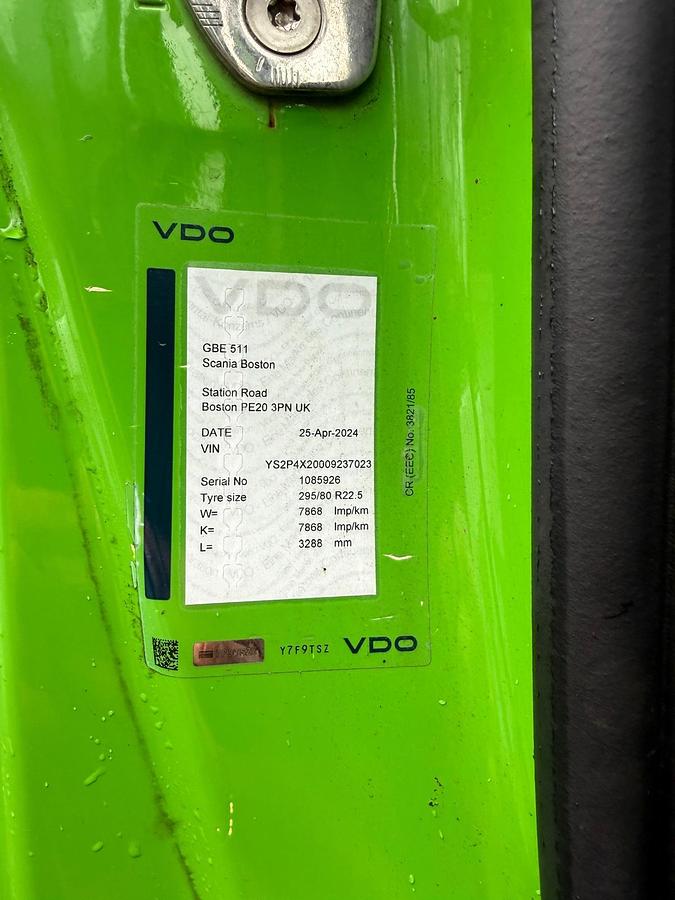 VDO
VDO
GBE 511
Scania Boston
Station Road
Boston PE20 3PN UK
DATE 25-Apr-2024
VIN
YS2P4X20009237023
Serial No 1085926
Tyre size 295/80 R22.5
W= 7868 Imp/km
K= 7868 Imp/km
L= 3288 mm
CR (EEC) No. 3821/85
Y7F9TSZ VDO